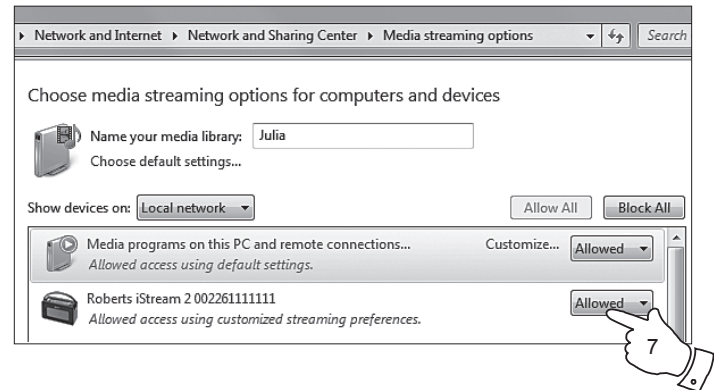 Network and Internet ▸ Network and Sharing Center ▸ Media streaming options Search
Choose media streaming options for computers and devices
Name your media library: Julia
Choose default settings...
Show devices on: Local network Allow All Block All
Media programs on this PC and remote connections... Customize... Allowed
Allowed access using default settings.
Roberts iStream 2 002261111111 Allowed
Allowed access using customized streaming preferences.
7